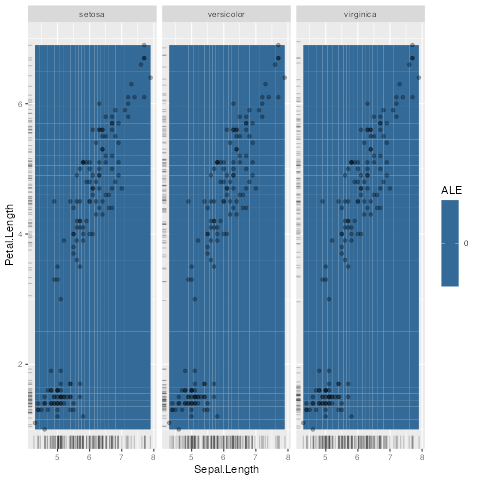 setosa versicolor virginica
6
4
2
Petal.Length
5 6 7 8 5 6 7 8 5 6 7 8
Sepal.Length
ALE
0